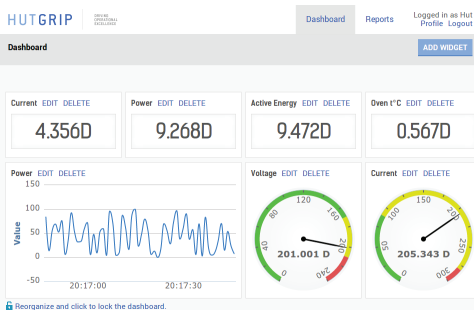 HUTGRIP DRIVING OPERATIONAL EXCELLENCE
Dashboard Reports Logged in as Hut
Profile Logout
Dashboard ADD WIDGET
Current EDIT DELETE Power EDIT DELETE Active Energy EDIT DELETE Oven t°C EDIT DELETE
4.356D 9.268D 9.472D 0.567D
Power EDIT DELETE Voltage EDIT DELETE Current EDIT DELETE
150
100
50
0
-50
Value
20:17:00 20:17:30
0 40 80 120 160 200 240
201.001 D
0 50 100 150 200 250 300
205.343 D
Reorganize and click to lock the dashboard.